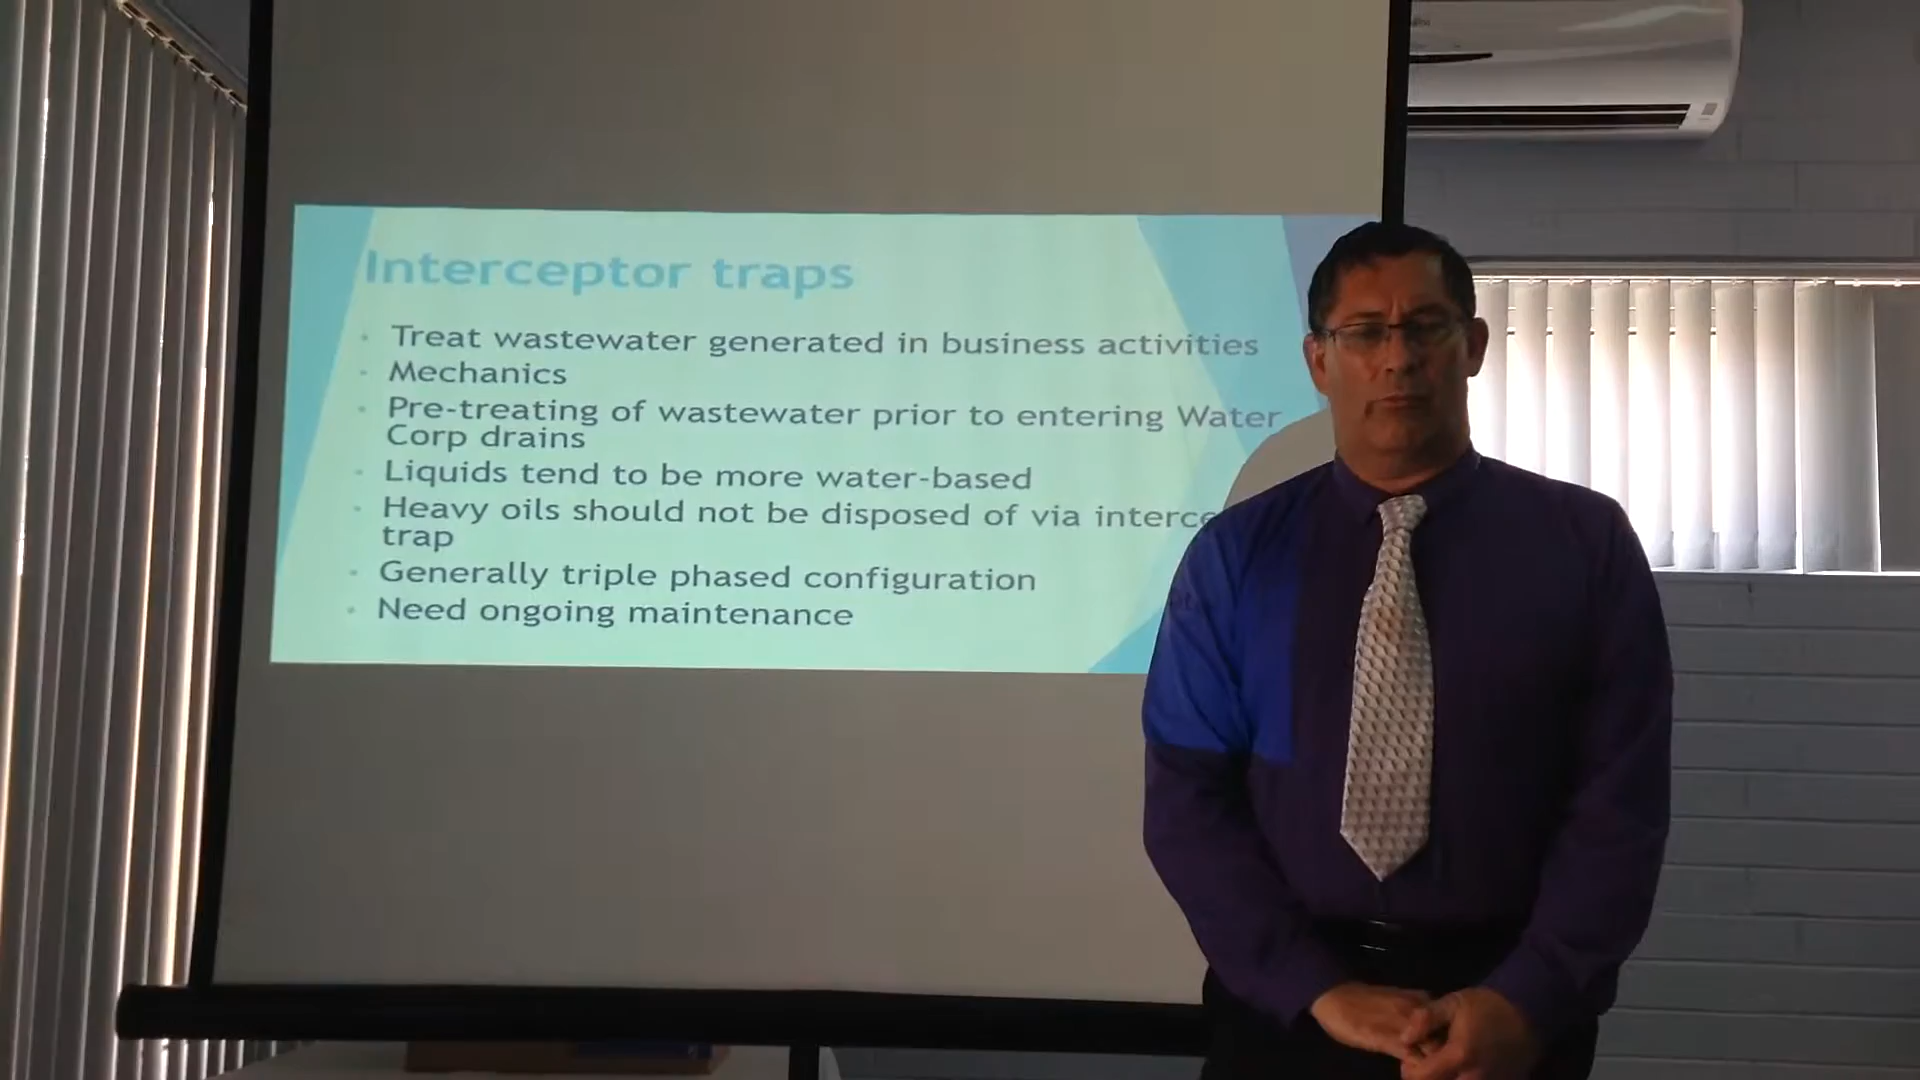 Interceptor traps
Treat wastewater generated in business activities
Mechanics
Pre-treating of wastewater prior to entering Water
Corp drains
Liquids tend to be more water-based
Heavy oils should not be disposed of via
trap
Generally triple phased configuration
Need ongoing maintenance